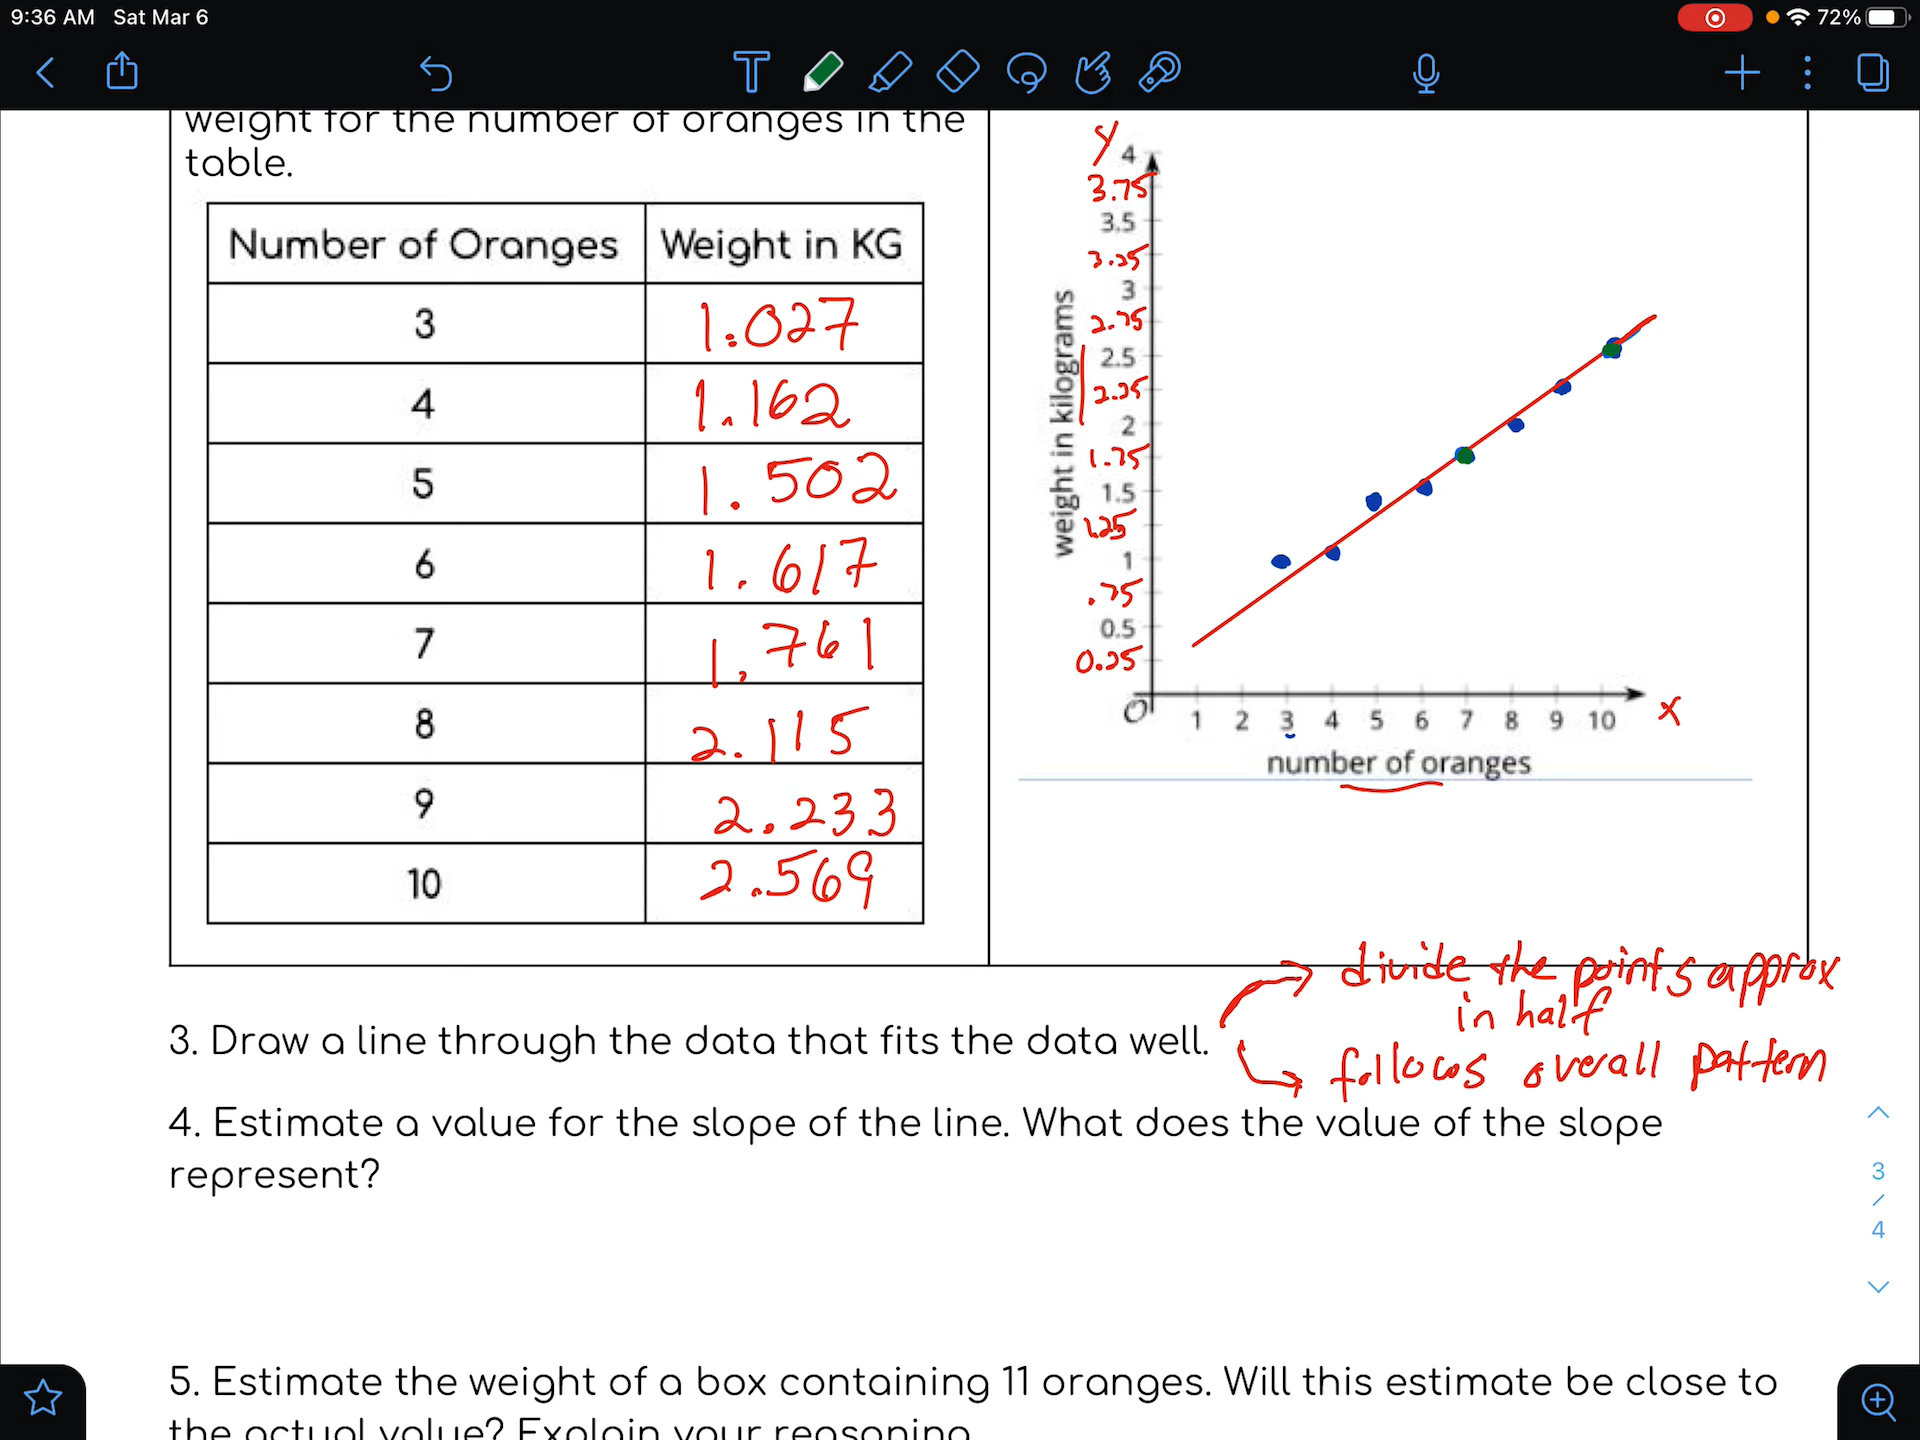 9:36 AM Sat Mar 6
72%
weight for the number of oranges in the
table.
Number of Oranges Weight in KG
3 1.027
4 1.162
5 1.502
6 1.617
7 1.761
8 2.115
9 2.233
10 2.569
y
4
3.75
3.5
3.25
3
2.75
2.5
2.25
2
1.75
1.5
1.25
1
.75
0.5
0.25
weight in kilograms
0 1 2 3 4 5 6 7 8 9 10 x
number of oranges
divide the points approx
in half
3. Draw a line through the data that fits the data well.
follows overall pattern
4. Estimate a value for the slope of the line. What does the value of the slope
represent?
3
/
4
5. Estimate the weight of a box containing 11 oranges. Will this estimate be close to
the actual value? Explain your reasoning.